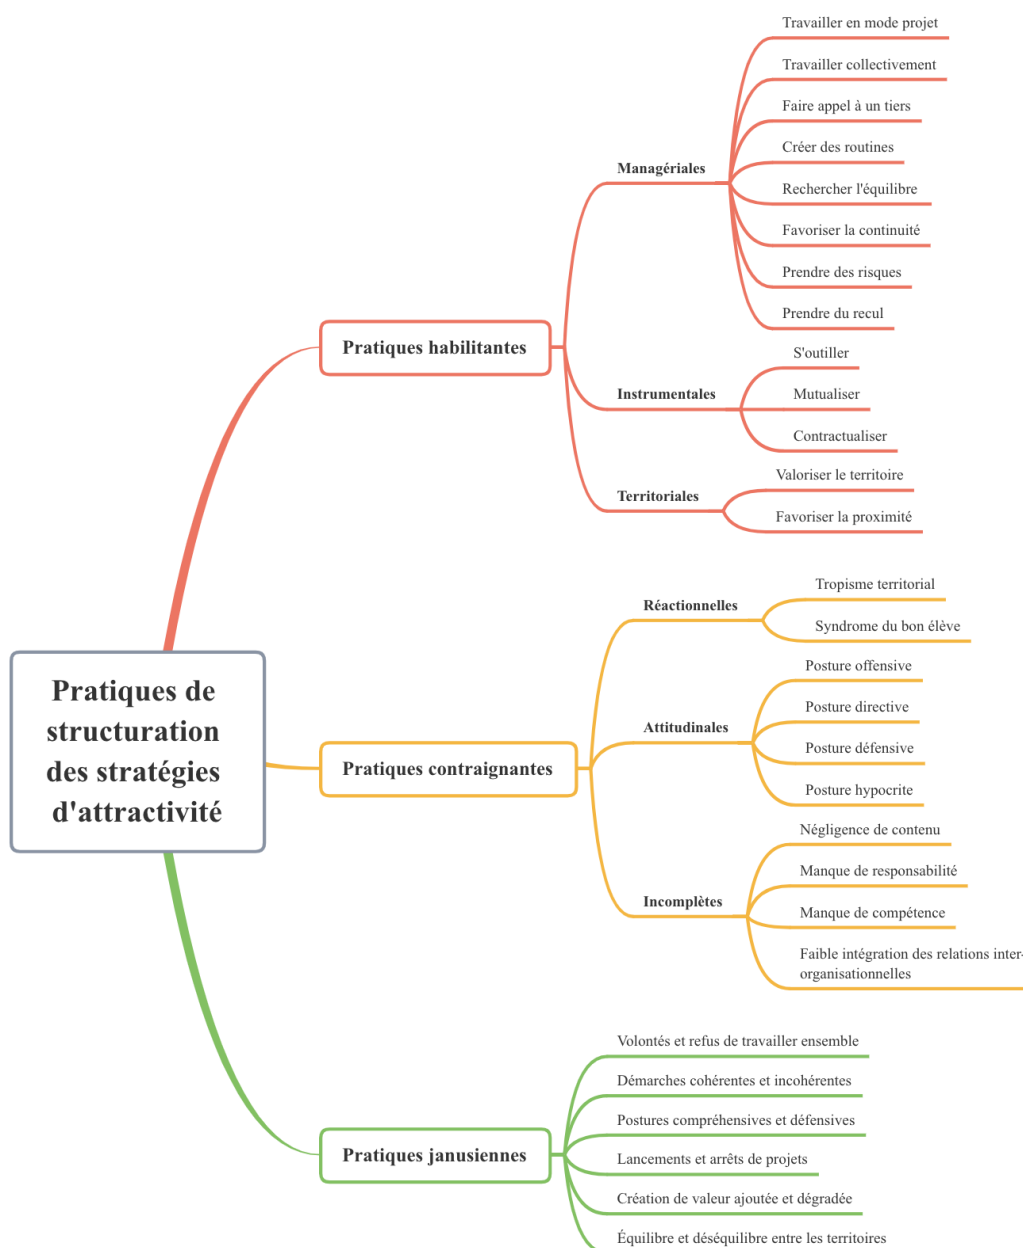 Pratiques de
structuration
des stratégies
d'attractivité
Pratiques habilitantes
Managériales
Travailler en mode projet
Travailler collectivement
Faire appel à un tiers
Créer des routines
Rechercher l'équilibre
Favoriser la continuité
Prendre des risques
Prendre du recul
Instrumentales
S'outiller
Mutualiser
Contractualiser
Territoriales
Valoriser le territoire
Favoriser la proximité
Pratiques contraignantes
Réactionnelles
Tropisme territorial
Syndrome du bon élève
Attitudinales
Posture offensive
Posture directive
Posture défensive
Posture hypocrite
Incomplètes
Négligence de contenu
Manque de responsabilité
Manque de compétence
Faible intégration des relations inter-
organisationnelles
Pratiques janusiennes
Volontés et refus de travailler ensemble
Démarches cohérentes et incohérentes
Postures compréhensives et défensives
Lancements et arrêts de projets
Création de valeur ajoutée et dégradée
Équilibre et déséquilibre entre les territoires